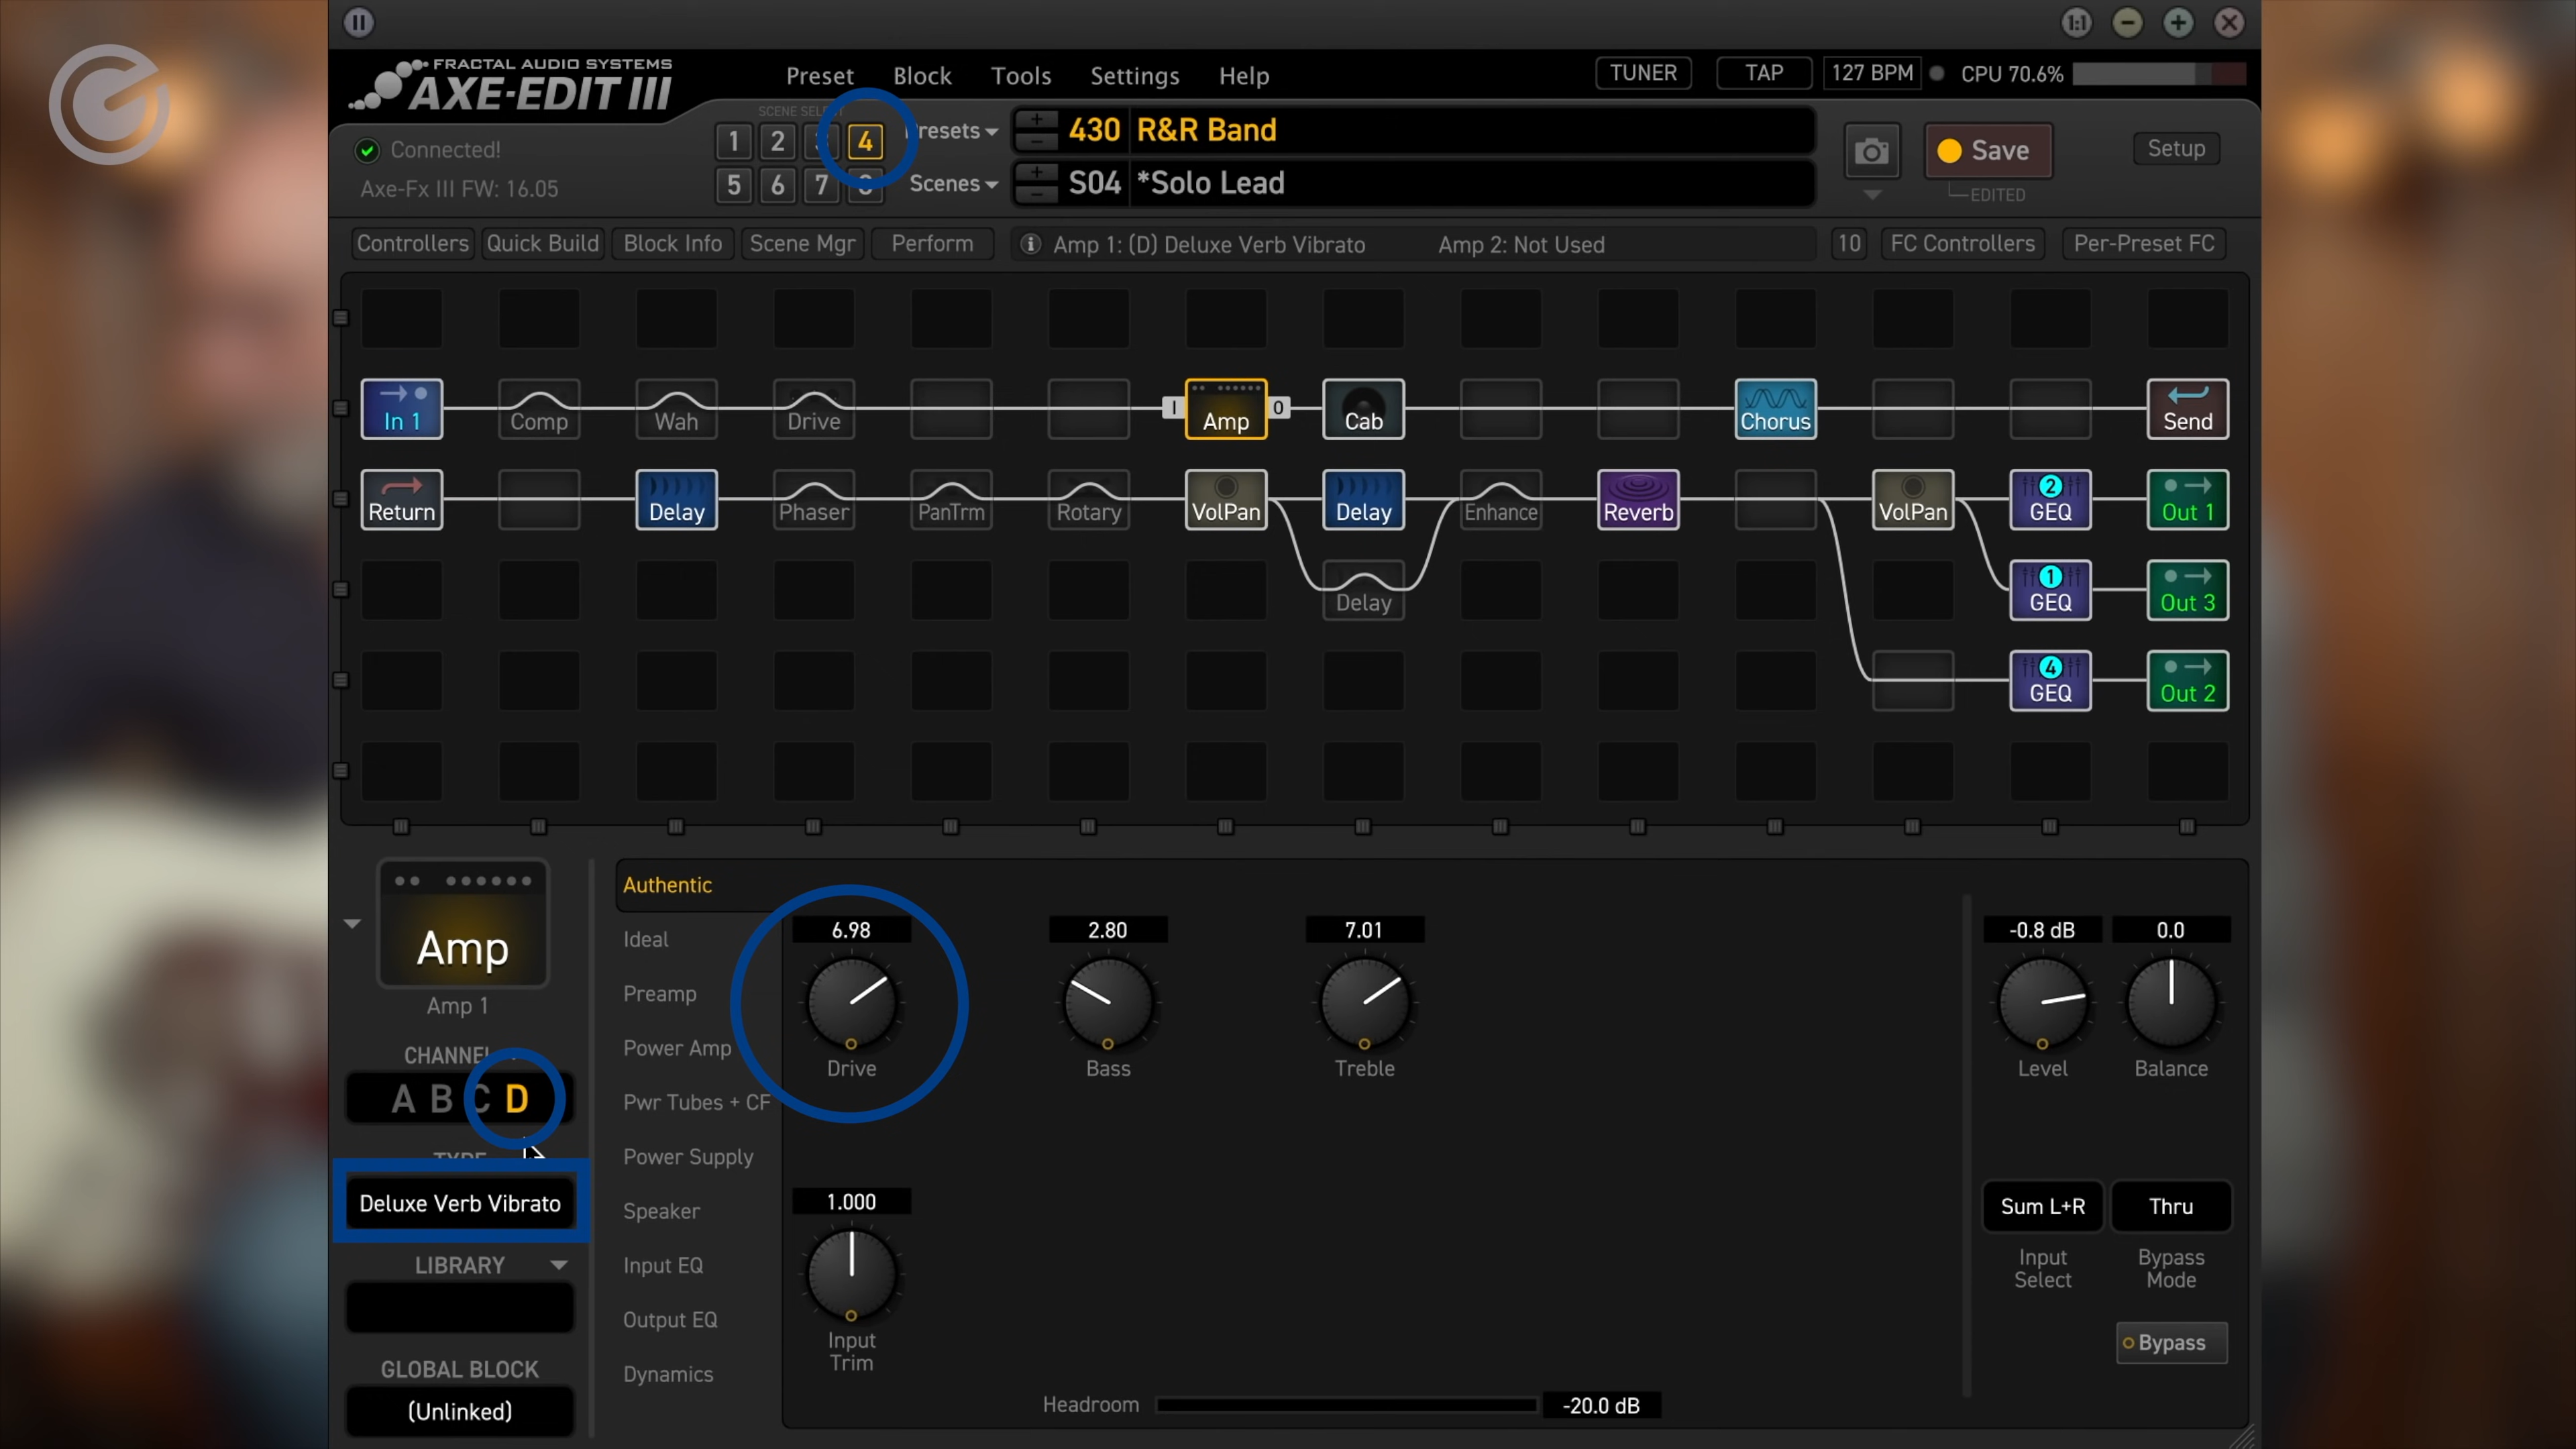 FRACTAL AUDIO SYSTEMS
AXE-EDIT III
Preset Block Tools Settings Help
TUNER TAP 127 BPM CPU 70.6%
1:1
SCENE SELECT
1 2 3 4
5 6 7 8
Connected!
Axe-Fx III FW: 16.05
Presets
+
-
430 R&R Band
Scenes
+
-
S04 *Solo Lead
Save
EDITED
Setup
Controllers Quick Build Block Info Scene Mgr Perform
Amp 1: (D) Deluxe Verb Vibrato Amp 2: Not Used
10 FC Controllers Per-Preset FC
In 1 Comp Wah Drive I Amp O Cab Chorus Send
Return Delay Phaser PanTrm Rotary VolPan Delay Enhance Reverb VolPan 2 GEQ Out 1
Delay 1 GEQ Out 3
4 GEQ Out 2
Amp
Amp 1
CHANNEL
A B C D
TYPE
Deluxe Verb Vibrato
LIBRARY
GLOBAL BLOCK
(Unlinked)
Authentic
Ideal
Preamp
Power Amp
Pwr Tubes + CF
Power Supply
Speaker
Input EQ
Output EQ
Dynamics
6.98 2.80 7.01
Drive Bass Treble
1.000
Input
Trim
Headroom -20.0 dB
-0.8 dB 0.0
Level Balance
Sum L+R Thru
Input
Select
Bypass
Mode
Bypass